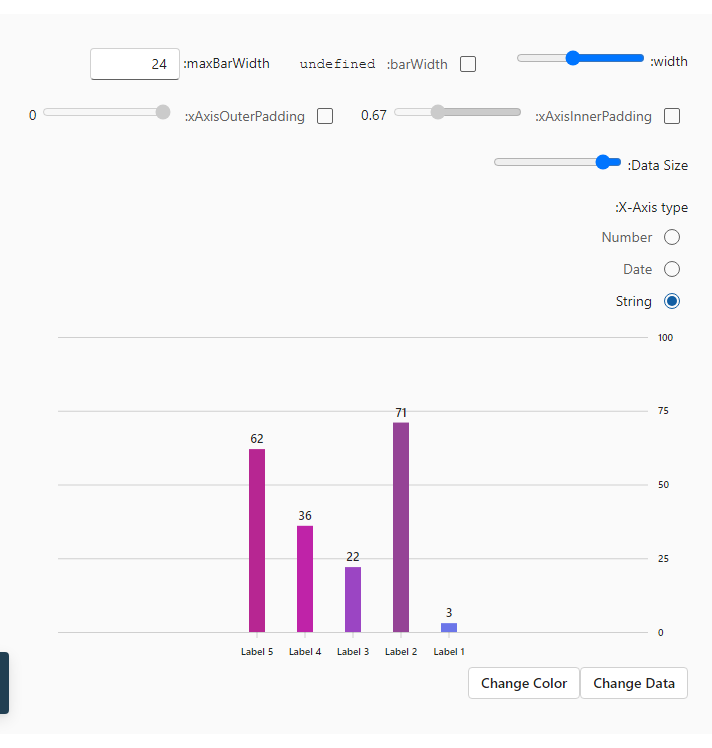 width:
barWidth: undefined
maxBarWidth: 24
xAxisInnerPadding: 0.67
xAxisOuterPadding: 0
Data Size:
X-Axis type:
Number
Date
String
100
75
50
25
0
62
36
22
71
3
Label 5 Label 4 Label 3 Label 2 Label 1
Change Color Change Data